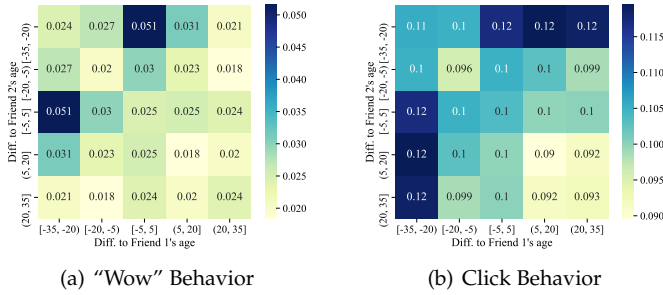 0.024 0.027 0.051 0.031 0.021
0.027 0.02 0.03 0.023 0.018
0.051 0.03 0.025 0.025 0.024
0.031 0.023 0.025 0.018 0.02
0.021 0.018 0.024 0.02 0.024
[-35, -20) [-20, -5) [-5, 5] (5, 20] (20, 35]
Diff. to Friend 1's age
Diff. to Friend 2's age
[-35, -20)
[-20, -5)
[-5, 5]
(5, 20]
(20, 35]
0.050
0.045
0.040
0.035
0.030
0.025
0.020
(a) “Wow” Behavior
0.11 0.1 0.12 0.12 0.12
0.1 0.096 0.1 0.1 0.099
0.12 0.1 0.1 0.1 0.1
0.12 0.1 0.1 0.09 0.092
0.12 0.099 0.1 0.092 0.093
[-35, -20) [-20, -5) [-5, 5] (5, 20] (20, 35]
Diff. to Friend 1's age
Diff. to Friend 2's age
[-35, -20)
[-20, -5)
[-5, 5]
(5, 20]
(20, 35]
0.115
0.110
0.105
0.100
0.095
0.090
(b) Click Behavior